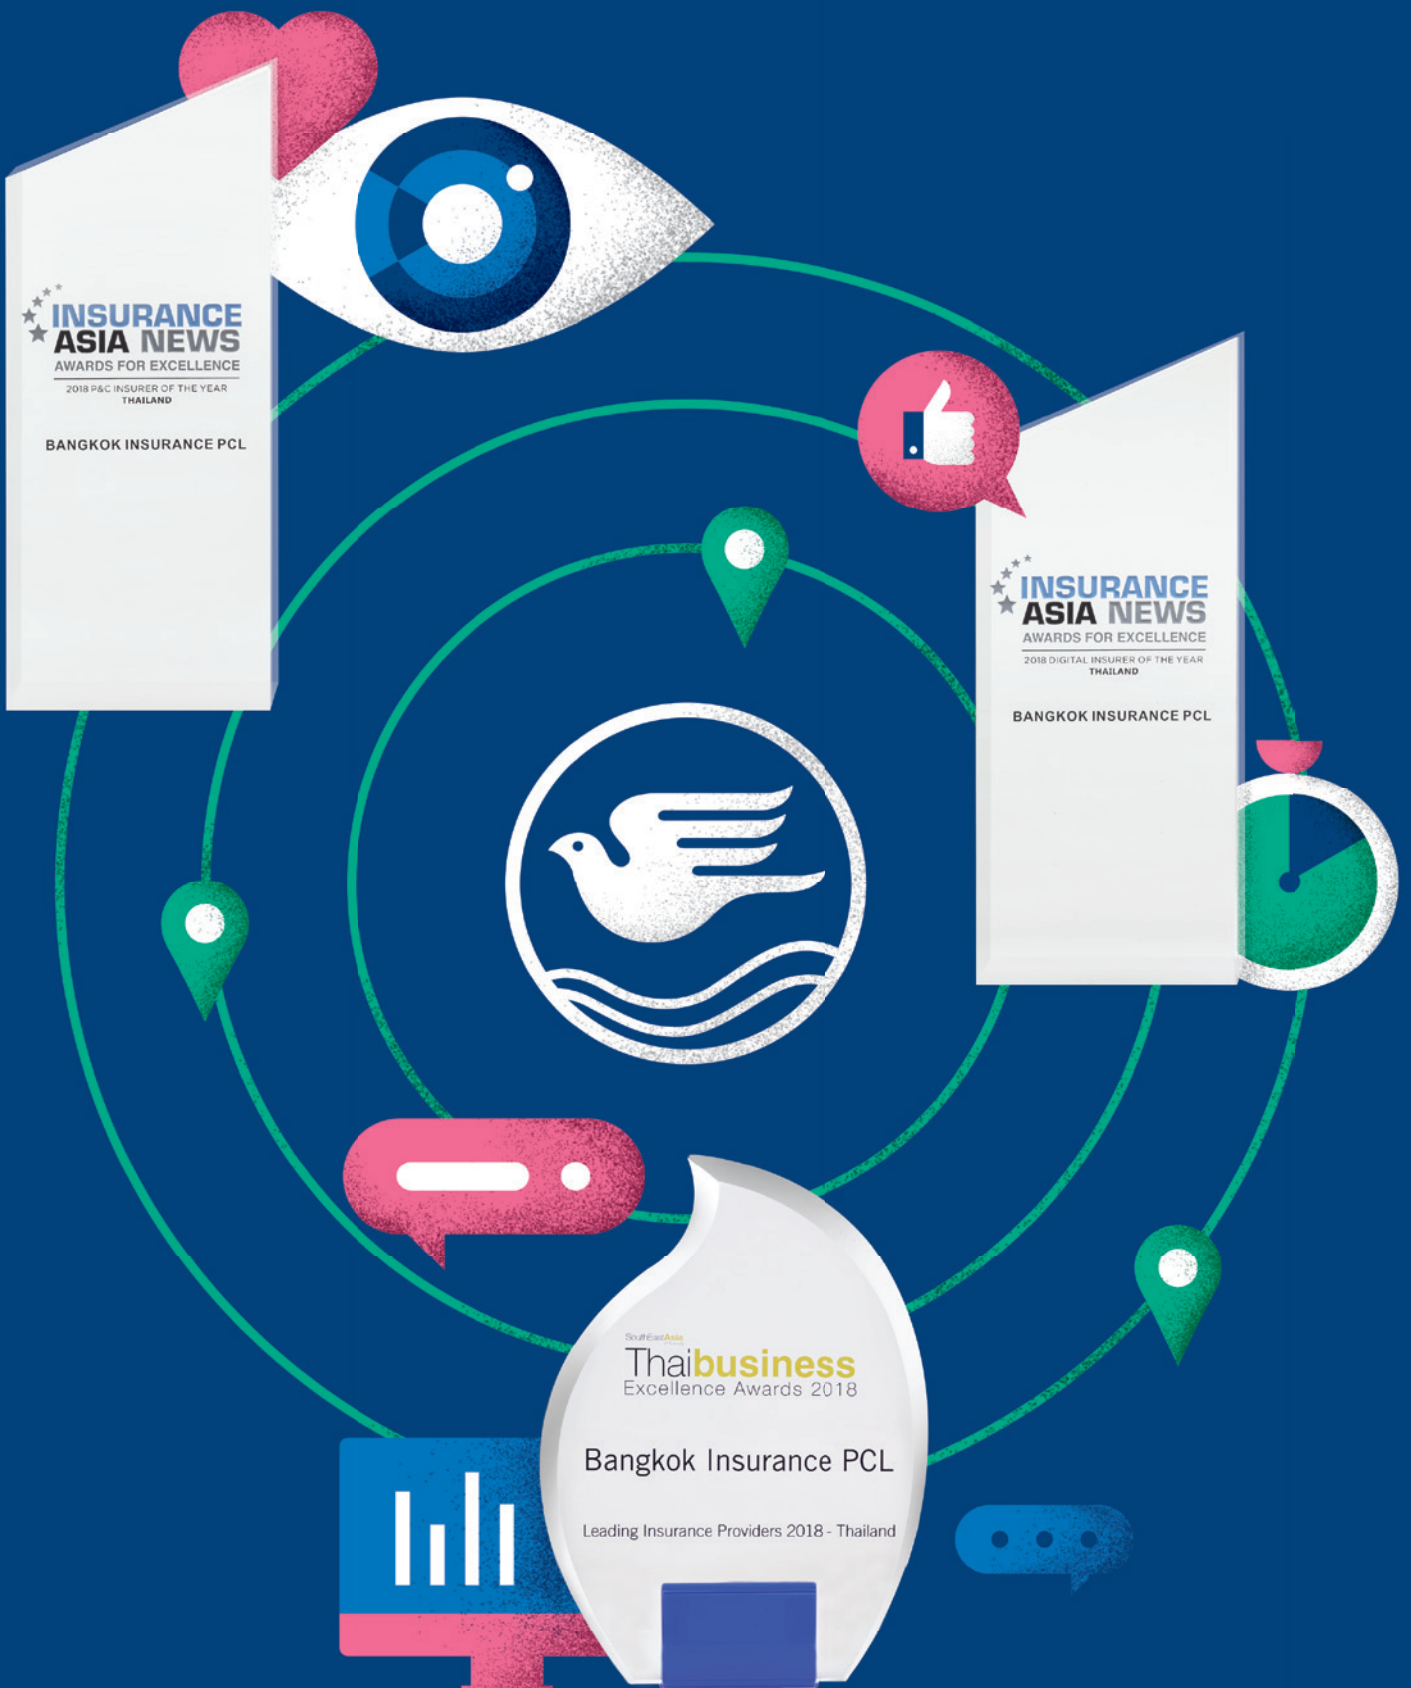 INSURANCE
ASIA NEWS
AWARDS FOR EXCELLENCE
2018 P&C INSURER OF THE YEAR
THAILAND
BANGKOK INSURANCE PCL
INSURANCE
ASIA NEWS
AWARDS FOR EXCELLENCE
2018 DIGITAL INSURER OF THE YEAR
THAILAND
BANGKOK INSURANCE PCL
SouthEastAsia
Thaibusiness
Excellence Awards 2018
Bangkok Insurance PCL
Leading Insurance Providers 2018 - Thailand